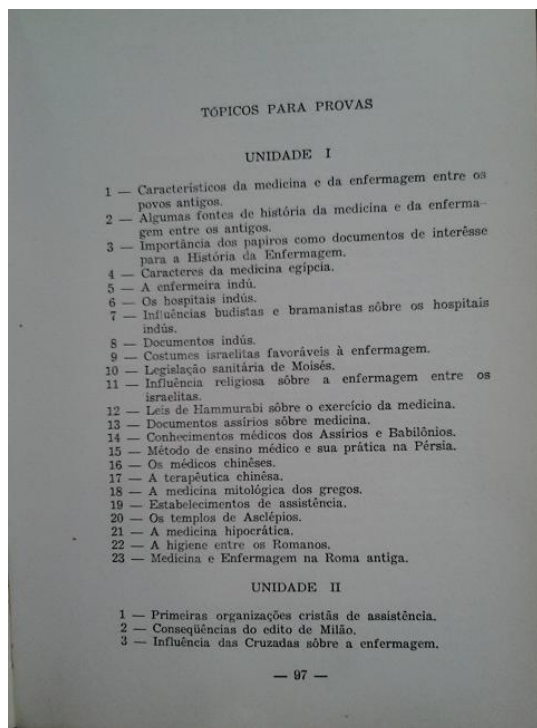 TÓPICOS PARA PROVAS
UNIDADE I
1 — Característicos da medicina e da enfermagem entre os
povos antigos.
2 — Algumas fontes de história da medicina e da enferma-
gem entre os antigos.
3 — Importância dos papiros como documentos de interêsse
para a História da Enfermagem.
4 — Caracteres da medicina egípcia.
5 — A enfermeira indú.
6 — Os hospitais indús.
7 — Influências budistas e bramanistas sôbre os hospitais
indús.
8 — Documentos indús.
9 — Costumes israelitas favoráveis à enfermagem.
10 — Legislação sanitária de Moisés.
11 — Influência religiosa sôbre a enfermagem entre os
israelitas.
12 — Leis de Hammurabi sôbre o exercício da medicina.
13 — Documentos assírios sôbre medicina.
14 — Conhecimentos médicos dos Assírios e Babilônios.
15 — Método de ensino médico e sua prática na Pérsia.
16 — Os médicos chinêses.
17 — A terapêutica chinêsa.
18 — A medicina mitológica dos gregos.
19 — Estabelecimentos de assistência.
20 — Os templos de Asclépios.
21 — A medicina hipocrática.
22 — A higiene entre os Romanos.
23 — Medicina e Enfermagem na Roma antiga.
UNIDADE II
1 — Primeiras organizações cristãs de assistência.
2 — Conseqüências do edito de Milão.
3 — Influência das Cruzadas sôbre a enfermagem.
— 97 —